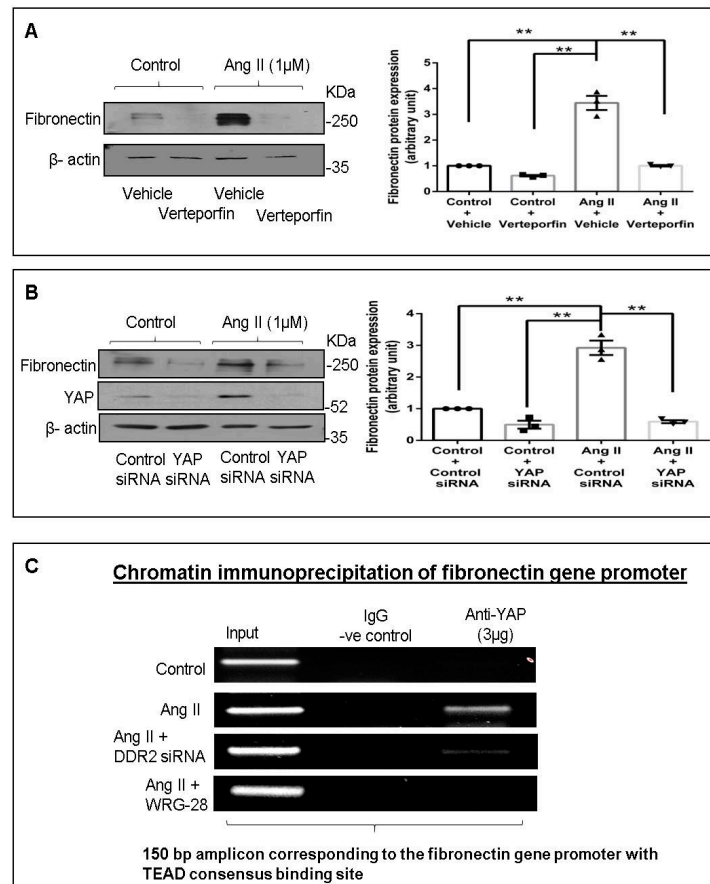 A
Control
Ang II (1µM)
KDa
Fibronectin
-250
β- actin
-35
Vehicle
Vehicle
Verteporfin
Verteporfin
Fibronectin protein expression
(arbitrary unit)
5
4
3
2
1
0
**
**
**
Control
+
Vehicle
Control
+
Verteporfin
Ang II
+
Vehicle
Ang II
+
Verteporfin
B
Control
Ang II (1µM)
KDa
Fibronectin
-250
YAP
-52
β- actin
-35
Control
siRNA
YAP
siRNA
Control
siRNA
YAP
siRNA
Fibronectin protein expression
(arbitrary unit)
4
3
2
1
0
**
**
**
Control
+
Control
siRNA
Control
+
YAP
siRNA
Ang II
+
Control
siRNA
Ang II
+
YAP
siRNA
C
Chromatin immunoprecipitation of fibronectin gene promoter
Input
IgG
-ve control
Anti-YAP
(3µg)
Control
Ang II
Ang II +
DDR2 siRNA
Ang II +
WRG-28
150 bp amplicon corresponding to the fibronectin gene promoter with
TEAD consensus binding site